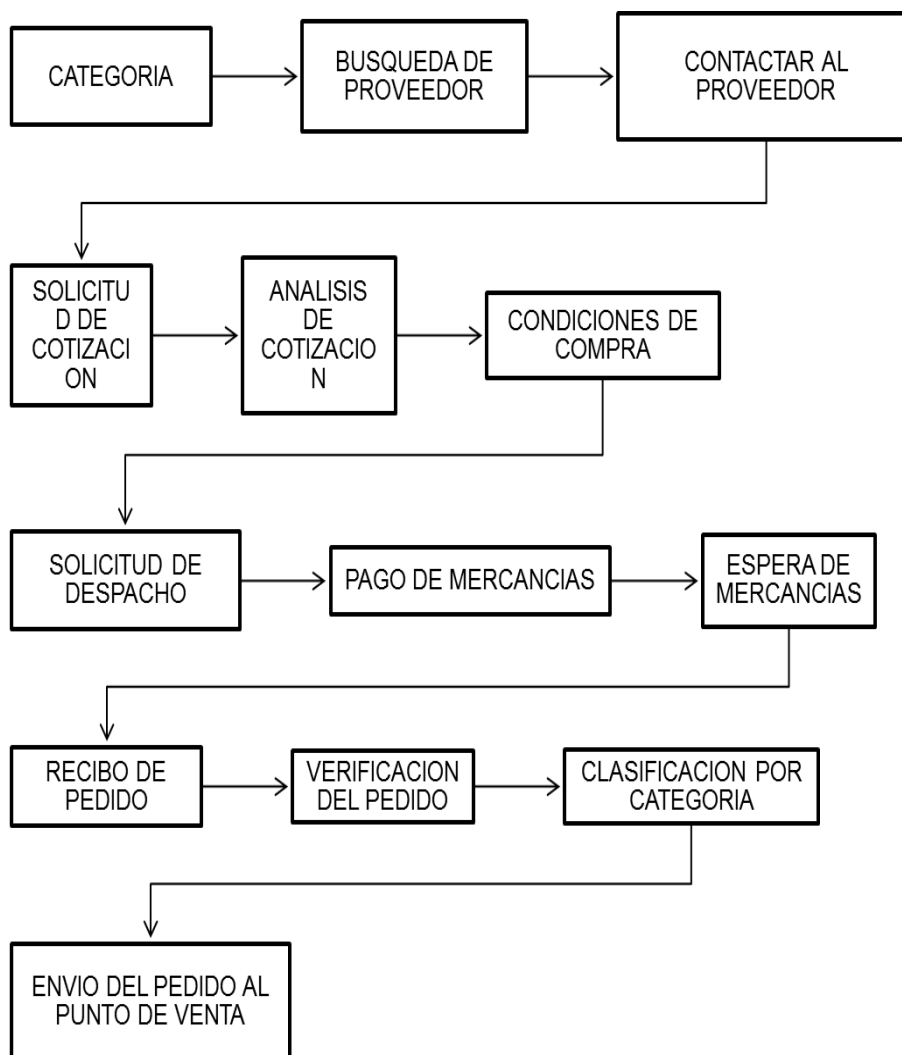 CATEGORIA
BUSQUEDA DE
PROVEEDOR
CONTACTAR AL
PROVEEDOR
SOLICITU
D DE
COTIZACI
ON
ANALISIS
DE
COTIZACIO
N
CONDICIONES DE
COMPRA
SOLICITUD DE
DESPACHO
PAGO DE MERCANCIAS
ESPERA DE
MERCANCIAS
RECIBO DE
PEDIDO
VERIFICACION
DEL PEDIDO
CLASIFICACION POR
CATEGORIA
ENVIO DEL PEDIDO AL
PUNTO DE VENTA